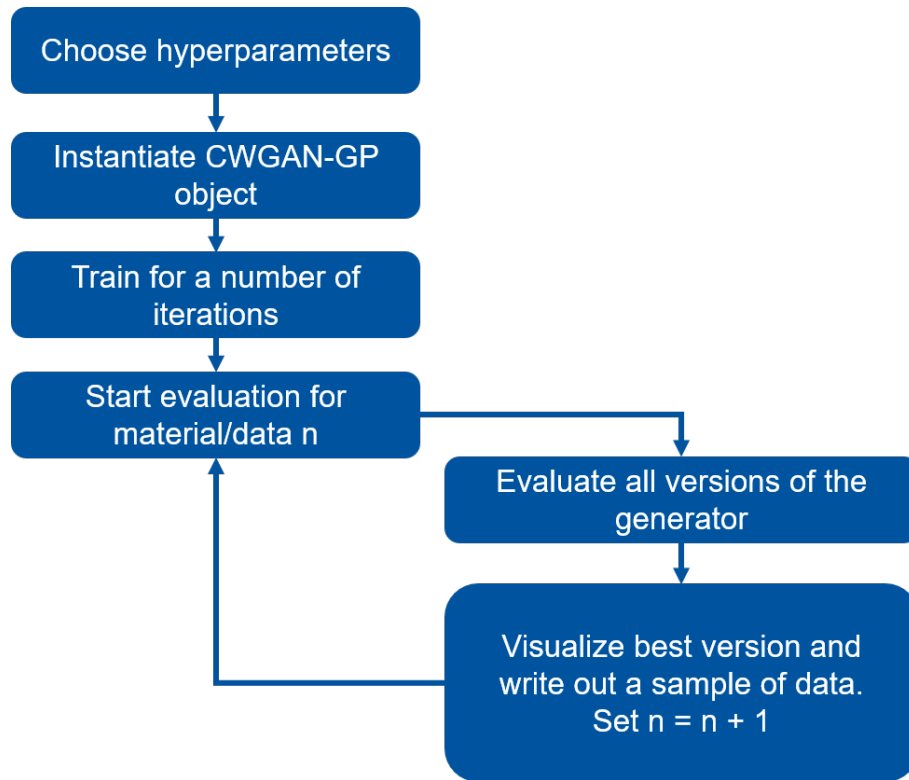 Choose hyperparameters
Instantiate CWGAN-GP
object
Train for a number of
iterations
Start evaluation for
material/data n
Evaluate all versions of the
generator
Visualize best version and
write out a sample of data.
Set n = n + 1